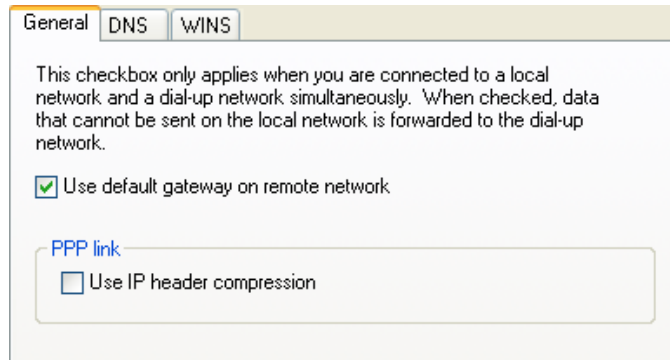 General DNS WINS
This checkbox only applies when you are connected to a local
network and a dial-up network simultaneously. When checked, data
that cannot be sent on the local network is forwarded to the dial-up
network.
Use default gateway on remote network
PPP link
Use IP header compression